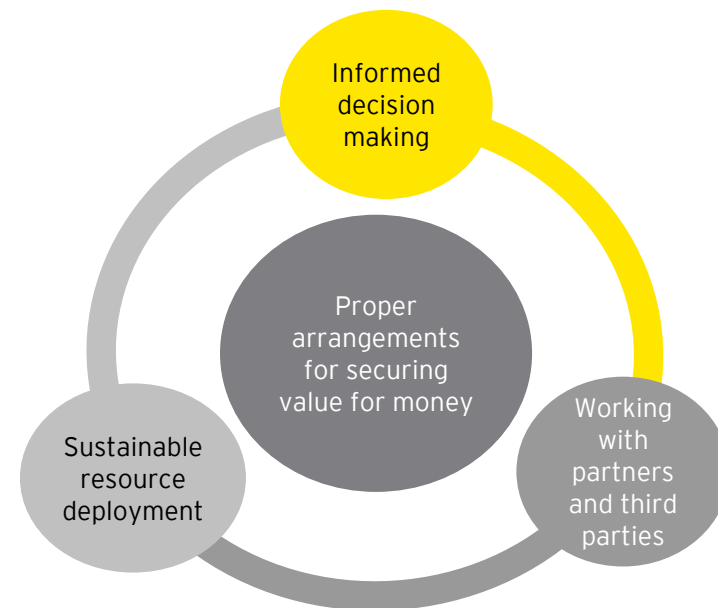 Informed
decision
making
Proper
arrangements
for securing
value for money
Sustainable
resource
deployment
Working
with
partners
and third
parties